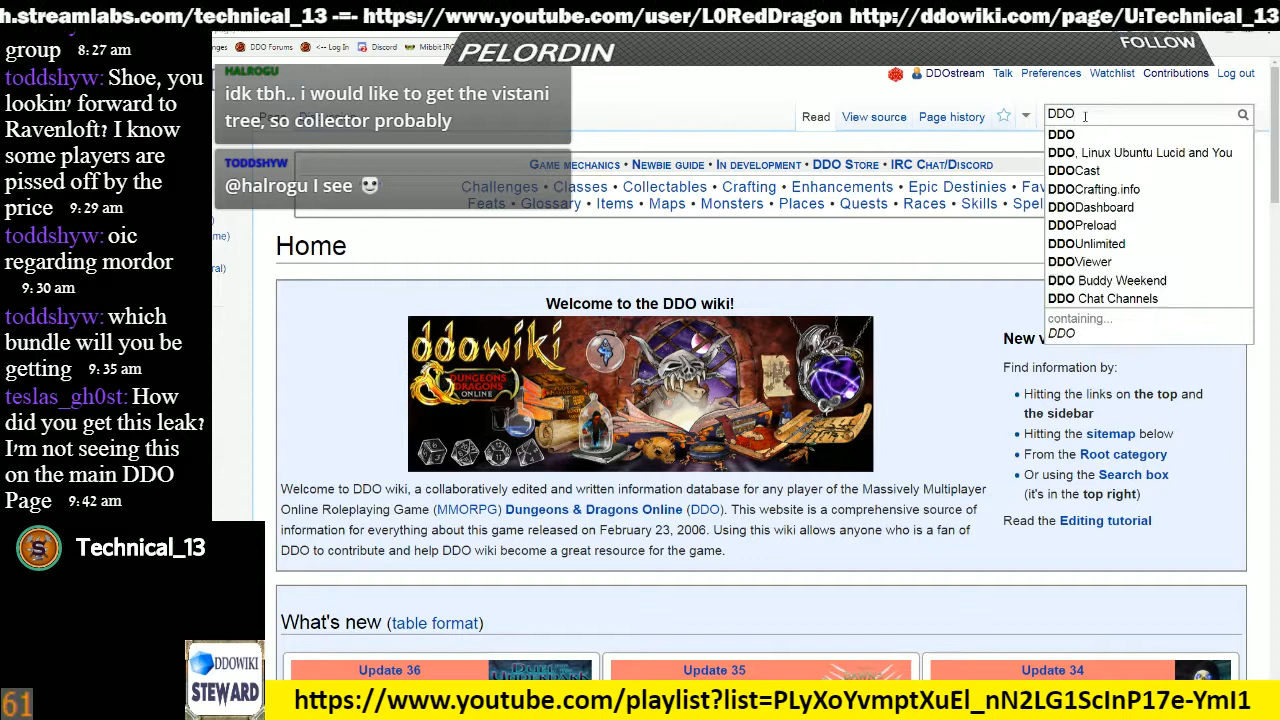 h.streamlabs.com/technical_13 -=- https://www.youtube.com/user/L0RedDragon http://ddowiki.com/page/U:Technical_13
group 8:27 am
toddshyw: Shoe, you
lookin' forward to
Ravenloft? I know
some players are
pissed off by the
price 9:29 am
toddshyw: oic
regarding mordor
9:30 am
toddshyw: which
bundle will you be
getting 9:35 am
teslas_gh0st: How
did you get this leak?
I'm not seeing this
on the main DDO
Page 9:42 am
Technical_13
DDOWIKI
STEWARD
61
nges DDO Forums <-- Log In Discord Mibbit IR
PELORDIN
FOLLOW
HALROGU
idk tbh.. i would like to get the vistani
tree, so collector probably
TODDSHYW
@halrogu I see
me)
ral)
DDOstream Talk Preferences Watchlist Contributions Log out
Read View source Page history
DDO
DDO
DDO, Linux Ubuntu Lucid and You
DDOCast
DDOCrafting.info
DDODashboard
DDOPreload
DDOUnlimited
DDOViewer
DDO Buddy Weekend
DDO Chat Channels
containing...
DDO
Game mechanics • Newbie guide • In development • DDO Store • IRC Chat/Discord
Challenges • Classes • Collectables • Crafting • Enhancements • Epic Destinies • Fav
Feats • Glossary • Items • Maps • Monsters • Places • Quests • Races • Skills • Spel
Home
Welcome to the DDO wiki!
ddowiki
DUNGEONS & DRAGONS ONLINE
Welcome to DDO wiki, a collaboratively edited and written information database for any player of the Massively Multiplayer
Online Roleplaying Game (MMORPG) Dungeons & Dragons Online (DDO). This website is a comprehensive source of
information for everything about this game released on February 23, 2006. Using this wiki allows anyone who is a fan of
DDO to contribute and help DDO wiki become a great resource for the game.
New v
Find information by:
• Hitting the links on the top and
the sidebar
• Hitting the sitemap below
• From the Root category
• Or using the Search box
(it's in the top right)
Read the Editing tutorial
What's new (table format)
Update 36
Update 35
Update 34
https://www.youtube.com/playlist?list=PLyXoYvmptXuEl_nN2LG1ScInP17e-YmI1